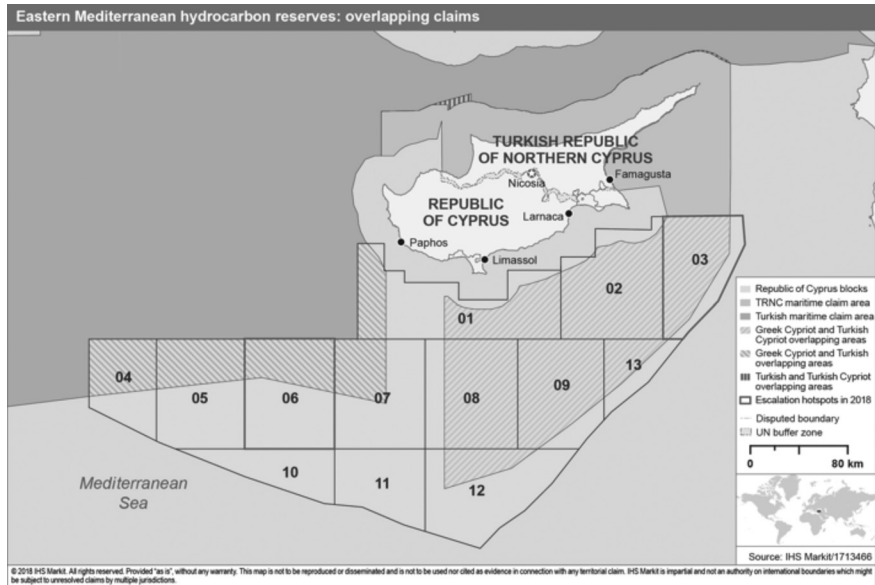 Eastern Mediterranean hydrocarbon reserves: overlapping claims
TURKISH REPUBLIC
OF NORTHERN CYPRUS
Nicosia
Famagusta
REPUBLIC
OF CYPRUS
Larnaca
Paphos
Limassol
03
02
01
13
04
05
06
07
08
09
10
11
12
Mediterranean
Sea
Republic of Cyprus blocks
TRNC maritime claim area
Turkish maritime claim area
Greek Cypriot and Turkish
Cypriot overlapping areas
Greek Cypriot and Turkish
overlapping areas
Turkish and Turkish Cypriot
overlapping areas
Escalation hotspots in 2018
Disputed boundary
UN buffer zone
0 80 km
Source: IHS Markit/1713466
© 2018 IHS Markit. All rights reserved. Provided "as is", without any warranty. This map is not to be reproduced or disseminated and is not to be used nor cited as evidence in connection with any territorial claim. IHS Markit is impartial and not an authority on international boundaries which might
be subject to unresolved claims by multiple jurisdictions.